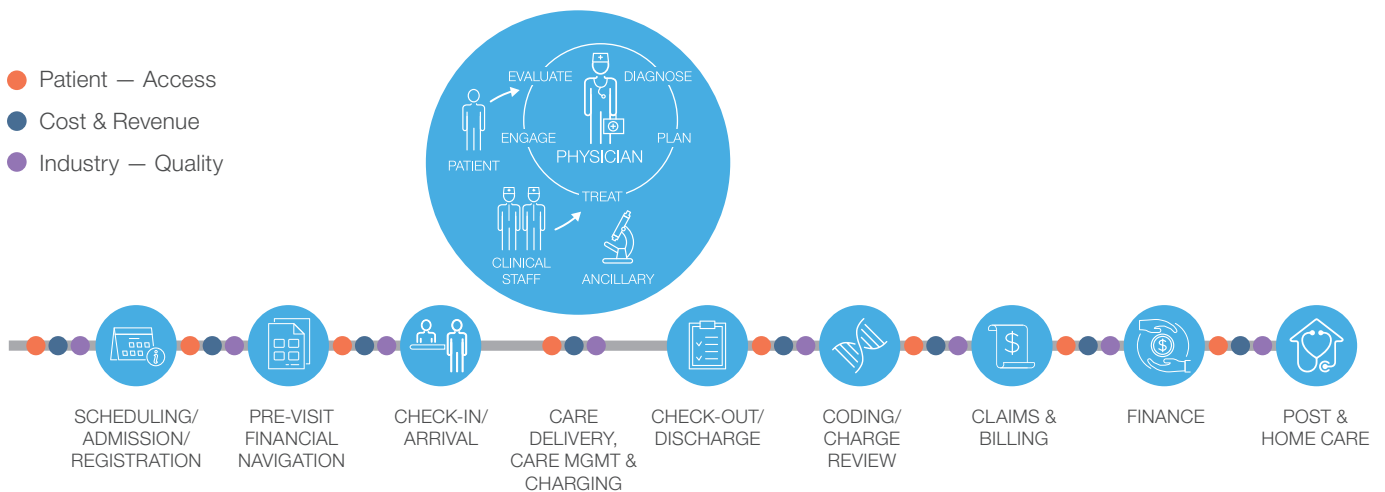 Patient — Access
Cost & Revenue
Industry — Quality
EVALUATE
DIAGNOSE
ENGAGE
PLAN
PHYSICIAN
PATIENT
TREAT
CLINICAL
STAFF
ANCILLARY
$
$
SCHEDULING/
ADMISSION/
REGISTRATION
PRE-VISIT
FINANCIAL
NAVIGATION
CHECK-IN/
ARRIVAL
CARE
DELIVERY,
CARE MGMT &
CHARGING
CHECK-OUT/
DISCHARGE
CODING/
CHARGE
REVIEW
CLAIMS &
BILLING
FINANCE
POST &
HOME CARE